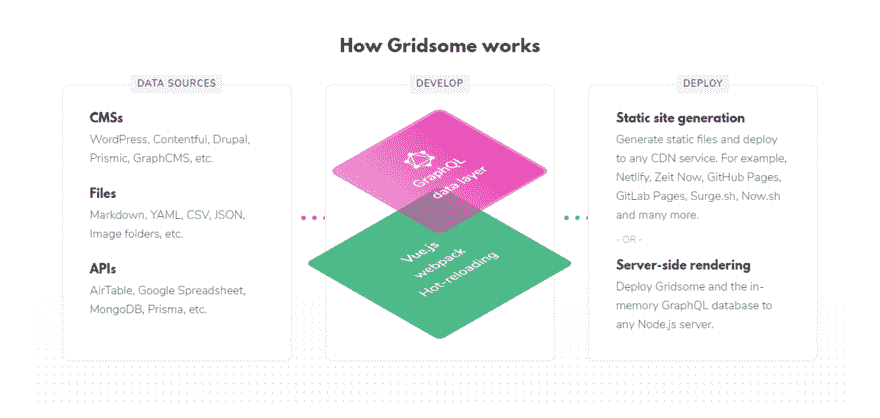 How Gridsome works
DATA SOURCES
CMSs
WordPress, Contentful, Drupal,
Prismic, GraphCMS, etc.
Files
Markdown, YAML, CSV, JSON,
Image folders, etc.
APIs
AirTable, Google Spreadsheet,
MongoDB, Prisma, etc.
DEVELOP
GraphQL
data layer
Vue.js
webpack
Hot-reloading
DEPLOY
Static site generation
Generate static files and deploy
to any CDN service. For example,
Netlify, Zeit Now, GitHub Pages,
GitLab Pages, Surge.sh, Now.sh
and many more.
- OR -
Server-side rendering
Deploy Gridsome and the in-
memory GraphQL database to
any Node.js server.